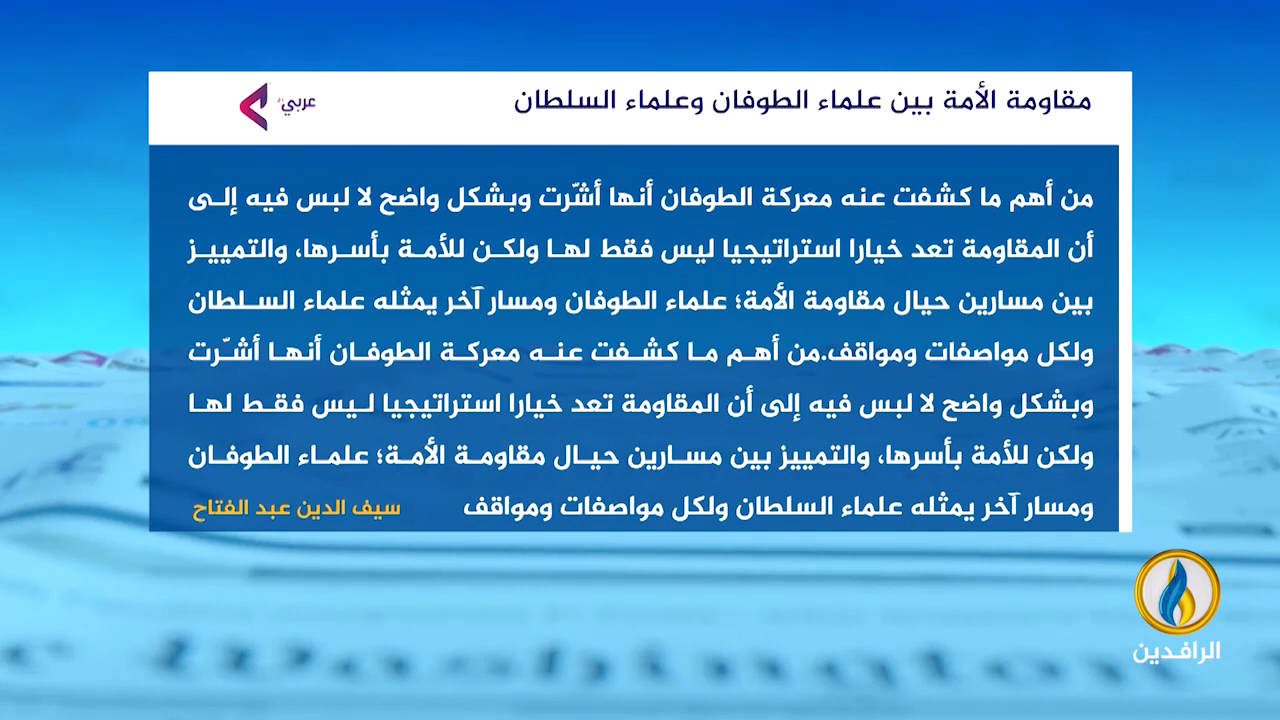 مقاومة الأمة بين علماء الطوفان وعلماء السلطان
عربي21
من أهم ما كشفت عنه معركة الطوفان أنها أشّرت وبشكل واضح لا لبس فيه إلى
أن المقاومة تعد خيارا استراتيجيا ليس فقط لها ولكن للأمة بأسرها، والتمييز
بين مسارين حيال مقاومة الأمة؛ علماء الطوفان ومسار آخر يمثله علماء السلطان
ولكل مواصفات ومواقف.من أهم ما كشفت عنه معركة الطوفان أنها أشّرت
وبشكل واضح لا لبس فيه إلى أن المقاومة تعد خيارا استراتيجيا ليس فقط لها
ولكن للأمة بأسرها، والتمييز بين مسارين حيال مقاومة الأمة؛ علماء الطوفان
ومسار آخر يمثله علماء السلطان ولكل مواصفات ومواقف
سيف الدين عبد الفتاح
الرافدين